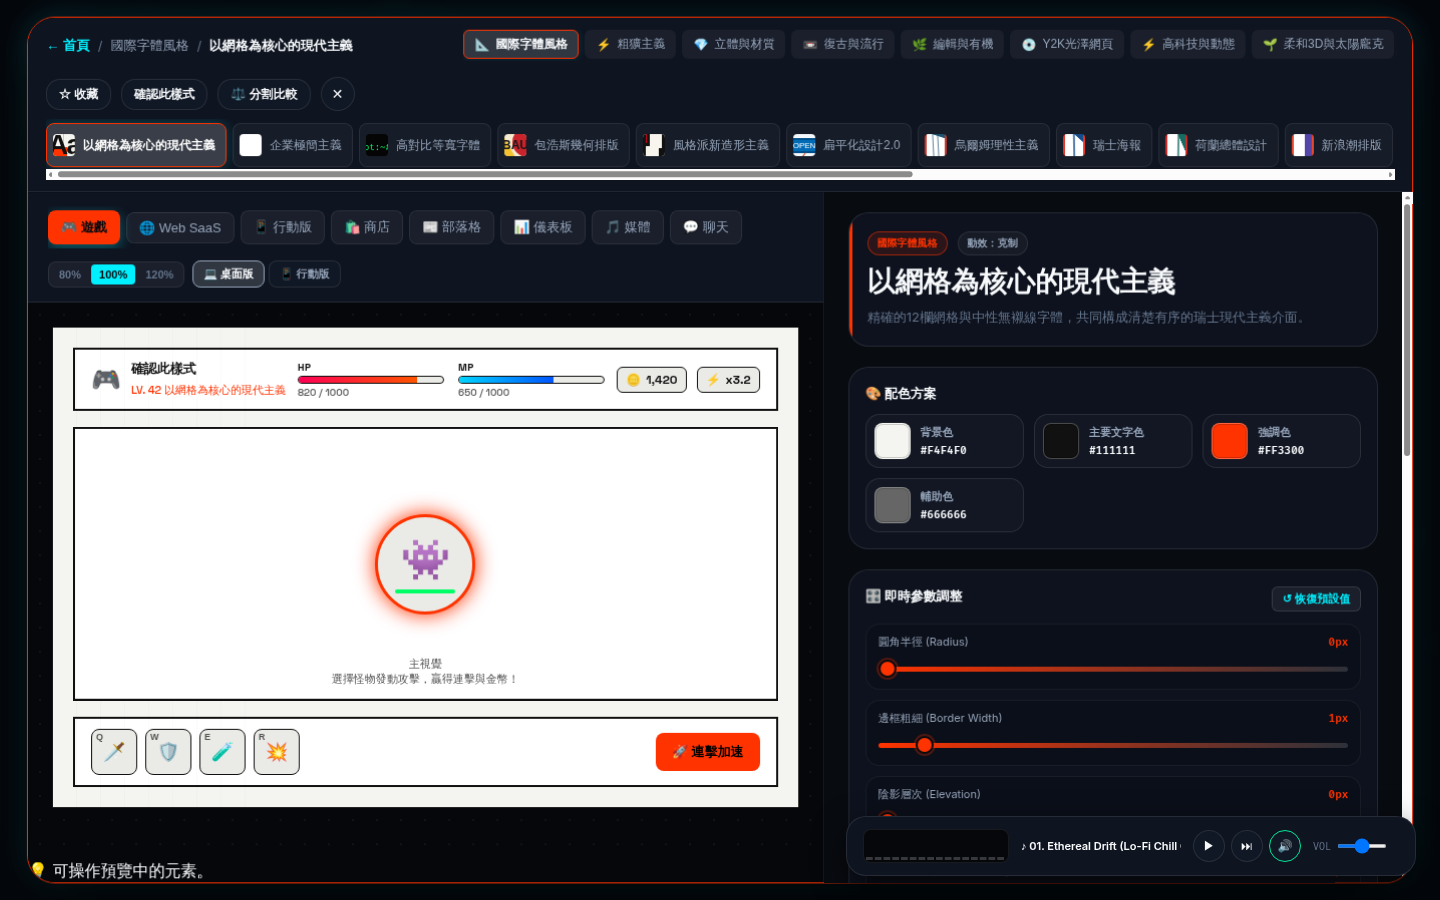 ← 首頁 / 國際字體風格 / 以網格為核心的現代主義
📐 國際字體風格
⚡ 粗獷主義
💎 立體與材質
📼 復古與流行
🌿 編輯與有機
💿 Y2K光澤網頁
⚡ 高科技與動態
🌱 柔和3D與太陽龐克
☆ 收藏
確認此樣式
⚖️ 分割比較
✕
以網格為核心的現代主義
企業極簡主義
高對比等寬字體
包浩斯幾何排版
風格派新造形主義
OPEN
扁平化設計2.0
烏爾姆理性主義
瑞士海報
荷蘭總體設計
新浪潮排版
🎮 遊戲
🌐 Web SaaS
📱 行動版
🛍️ 商店
📰 部落格
📊 儀表板
🎵 媒體
💬 聊天
80%
100%
120%
💻 桌面版
📱 行動版
確認此樣式
LV. 42 以網格為核心的現代主義
HP
820 / 1000
MP
650 / 1000
🪙 1,420
⚡ x3.2
主視覺
選擇怪物發動攻擊，贏得連擊與金幣！
Q
W
E
R
🚀 連擊加速
💡 可操作預覽中的元素。
國際字體風格
動效：克制
以網格為核心的現代主義
精確的12欄網格與中性無襯線字體，共同構成清楚有序的瑞士現代主義介面。
🎨 配色方案
背景色
#F4F4F0
主要文字色
#111111
強調色
#FF3300
輔助色
#666666
🎛️ 即時參數調整
↺ 恢復預設值
圓角半徑 (Radius)
0px
邊框粗細 (Border Width)
1px
陰影層次 (Elevation)
0px
♪ 01. Ethereal Drift (Lo-Fi Chill
VOL